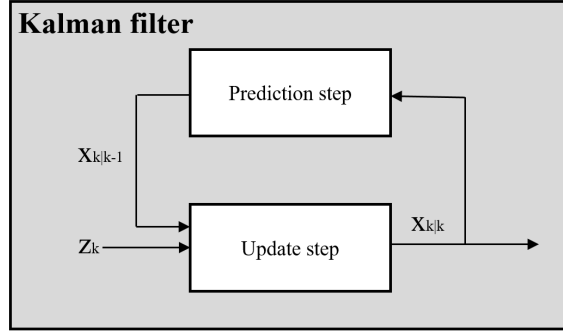 Kalman filter
Prediction step
xk|k-1
xk|k
zk
Update step